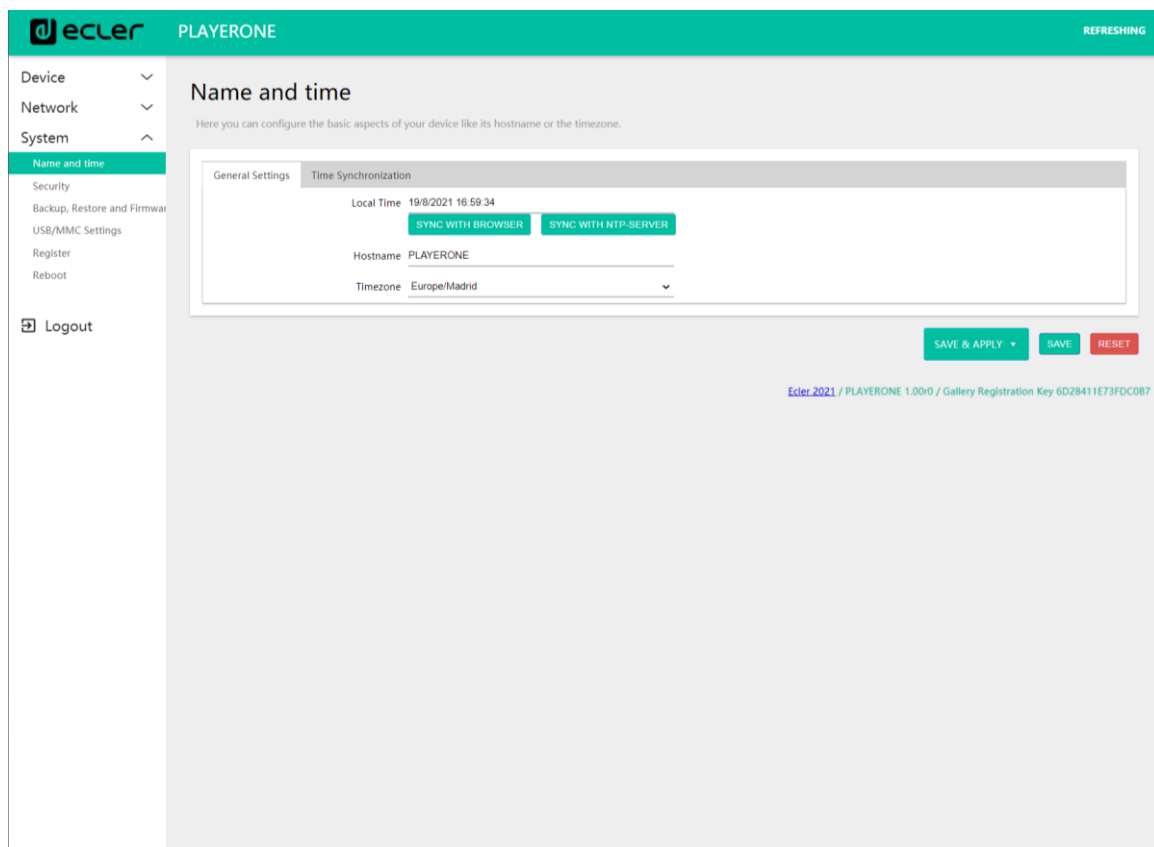 ecler PLAYERONE REFRESHING
Device
Network
System
Name and time
Security
Backup, Restore and Firmwar
USB/MMC Settings
Register
Reboot
Logout
Name and time
Here you can configure the basic aspects of your device like its hostname or the timezone.
General Settings Time Synchronization
Local Time 19/8/2021 16:59:34
SYNC WITH BROWSER SYNC WITH NTP-SERVER
Hostname PLAYERONE
Timezone Europe/Madrid
SAVE & APPLY SAVE RESET
Ecler 2021 / PLAYERONE 1.00r0 / Gallery Registration Key 6D28411E73FDC0B7